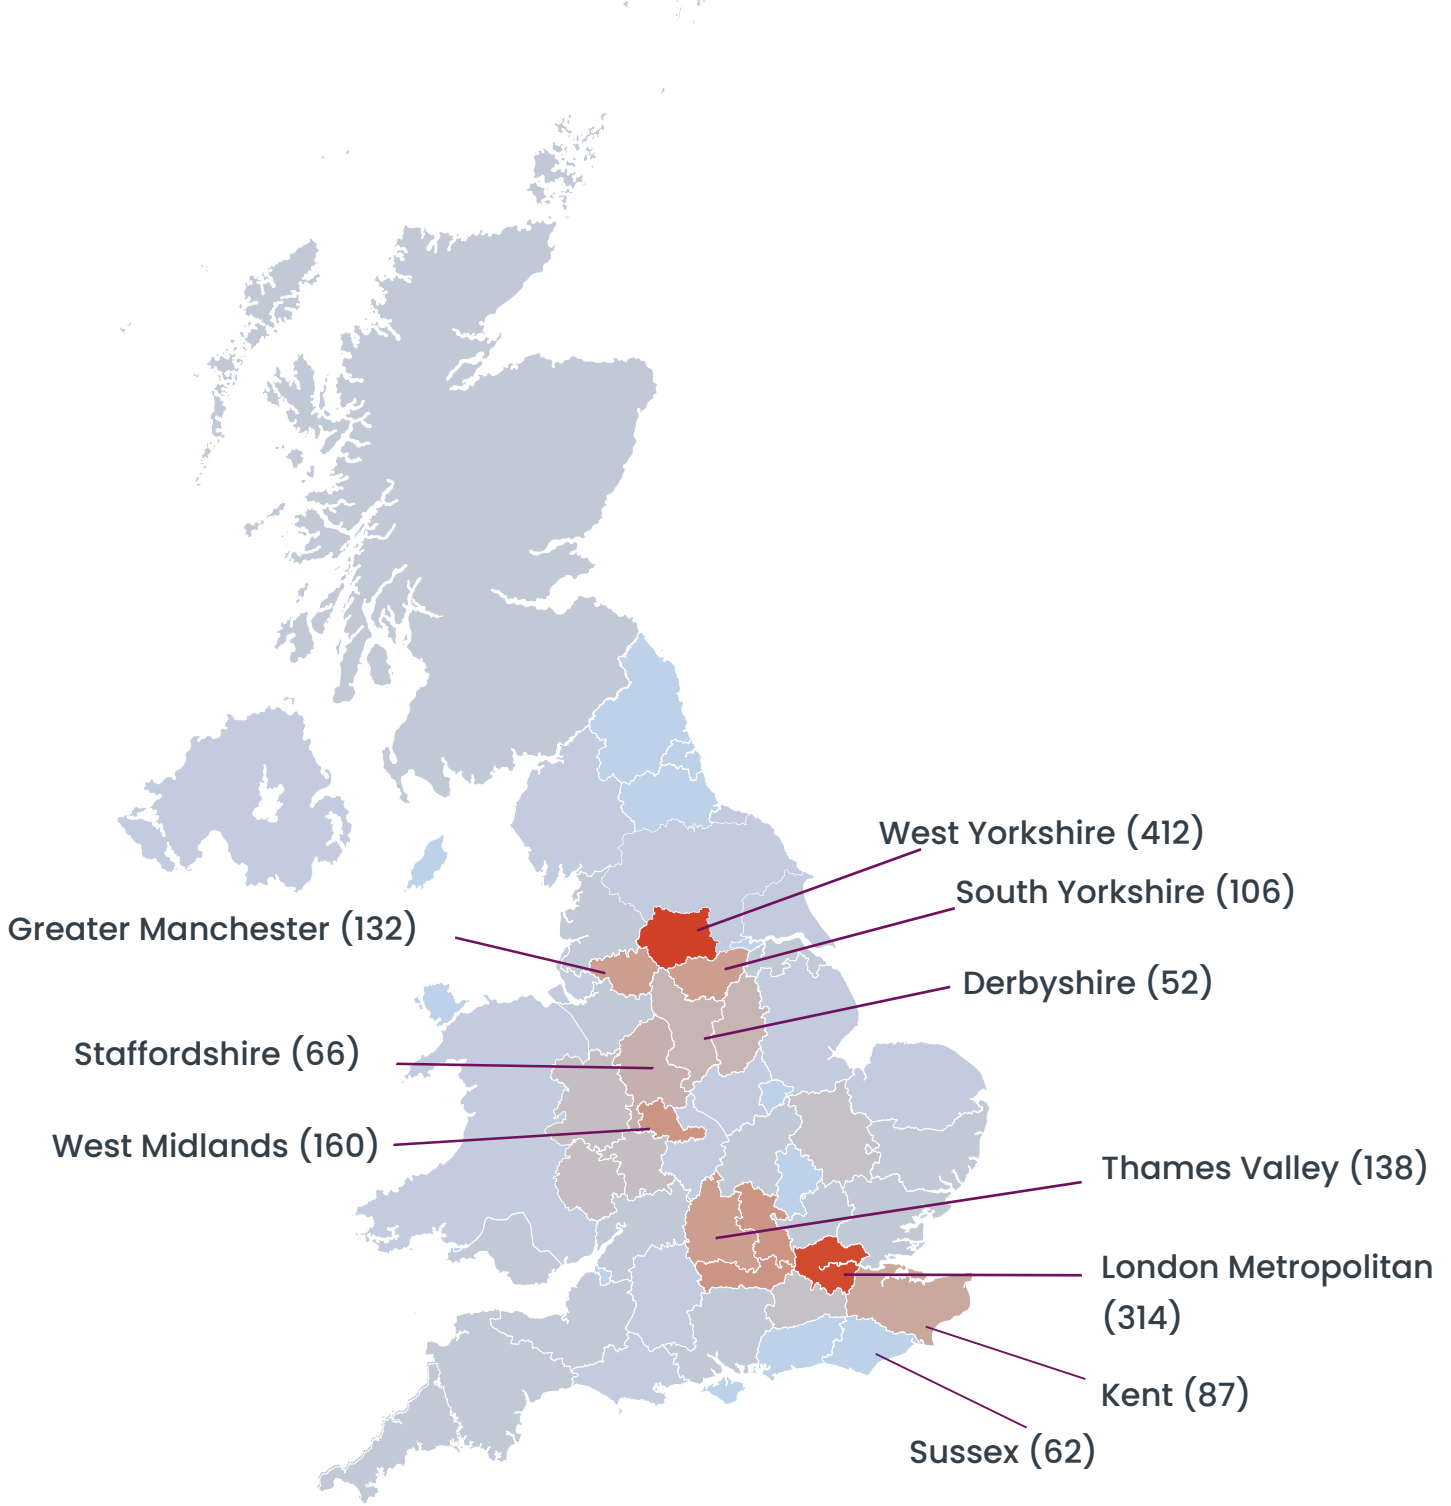 West Yorkshire (412)
South Yorkshire (106)
Greater Manchester (132)
Derbyshire (52)
Staffordshire (66)
West Midlands (160)
Thames Valley (138)
London Metropolitan
(314)
Kent (87)
Sussex (62)